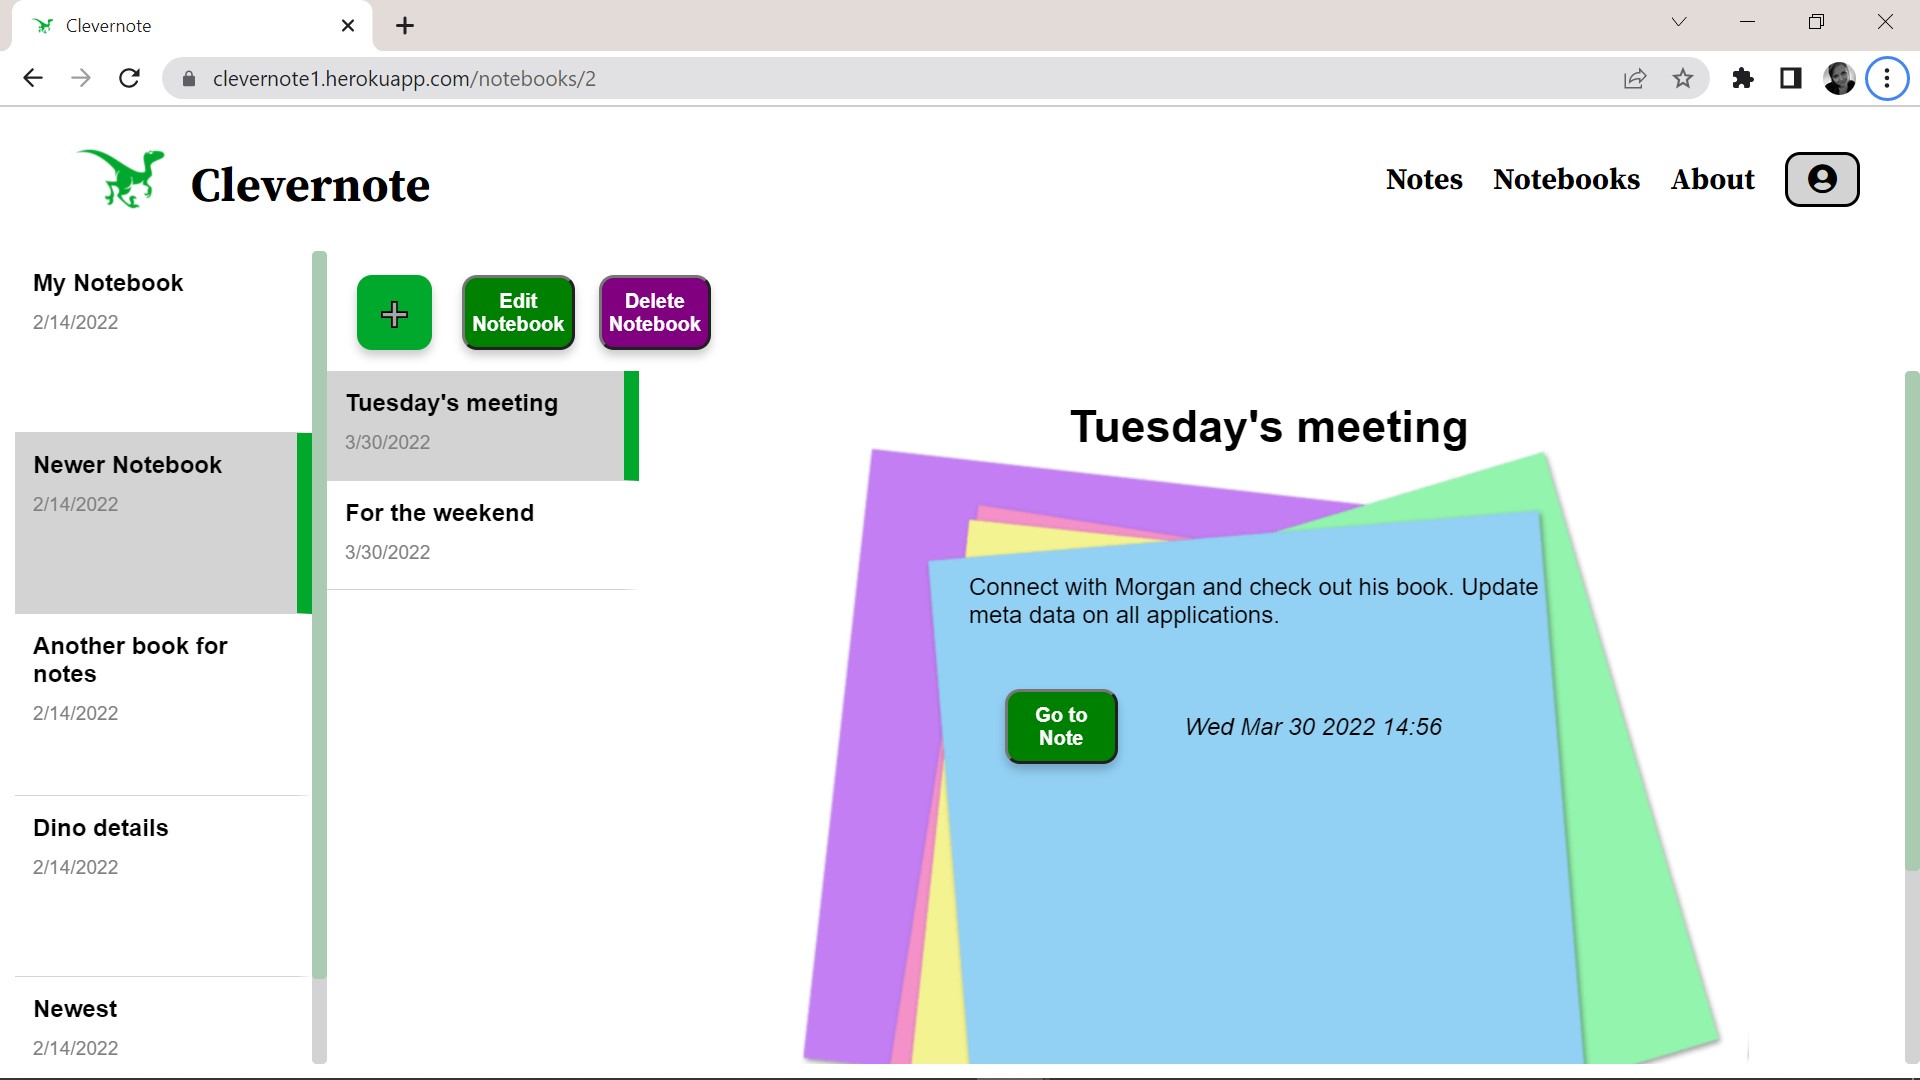 Clevernote
clevernote1.herokuapp.com/notebooks/2
Clevernote
Notes
Notebooks
About
My Notebook
2/14/2022
Newer Notebook
2/14/2022
Another book for
notes
2/14/2022
Dino details
2/14/2022
Newest
2/14/2022
Edit
Notebook
Delete
Notebook
Tuesday's meeting
3/30/2022
For the weekend
3/30/2022
Tuesday's meeting
Connect with Morgan and check out his book. Update
meta data on all applications.
Go to
Note
Wed Mar 30 2022 14:56